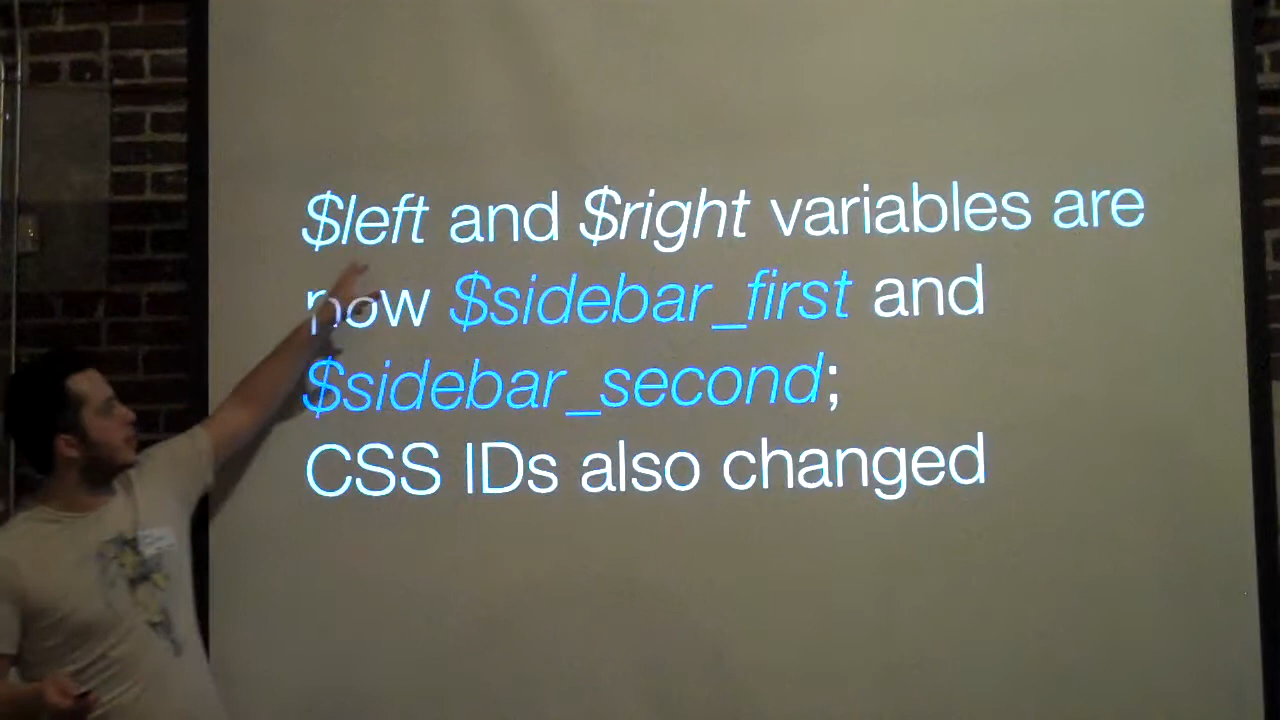 $left and $right variables are
now $sidebar_first and
$sidebar_second;
CSS IDs also changed